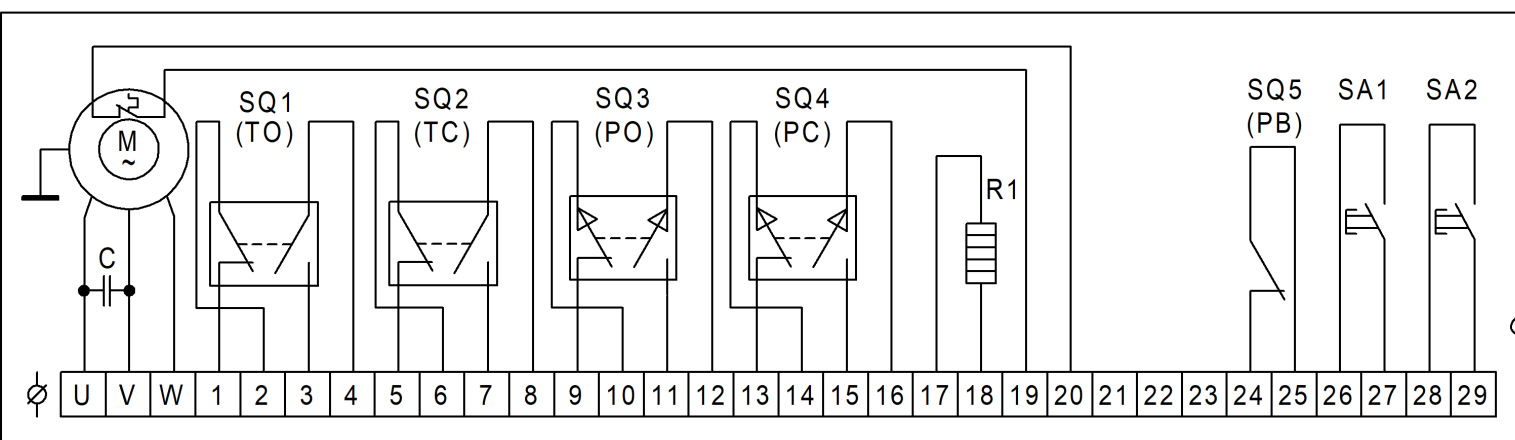 SQ1 (TO)
SQ2 (TC)
SQ3 (PO)
SQ4 (PC)
SQ5 (PB)
SA1
SA2
M
~
R1
C
U V W 1 2 3 4 5 6 7 8 9 10 11 12 13 14 15 16 17 18 19 20 21 22 23 24 25 26 27 28 29